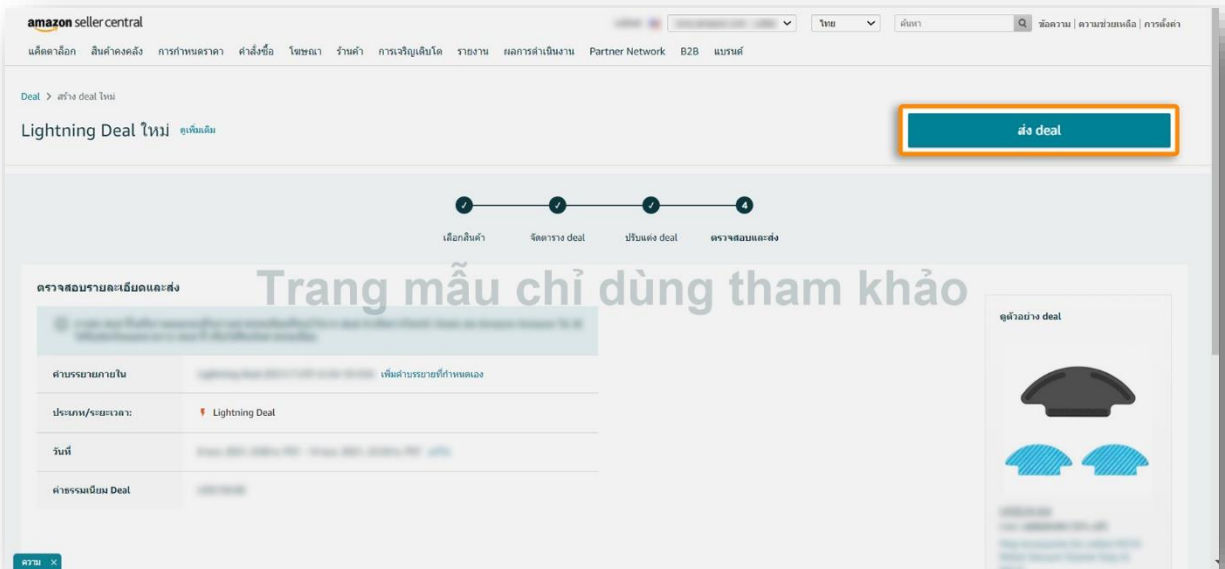 amazon seller central
ไทย
ค้นหา
ข้อความ | ความช่วยเหลือ | การตั้งค่า
แค็ตตาล็อก สินค้าคงคลัง การกำหนดราคา คำสั่งซื้อ โฆษณา ร้านค้า การเจริญเติบโต รายงาน ผลการดำเนินงาน Partner Network B2B แบรนด์
Deal > สร้าง deal ใหม่
Lightning Deal ใหม่ ดูเพิ่มเติม
ส่ง deal
4
เลือกสินค้า จัดตาราง deal ปรับแต่ง deal ตรวจสอบและส่ง
Trang mẫu chỉ dùng tham khảo
ตรวจสอบรายละเอียดและส่ง
ดูตัวอย่าง deal
คำบรรยายภายใน เพิ่มคำบรรยายที่กำหนดเอง
ประเภท/ระยะเวลา: Lightning Deal
วันที่
ค่าธรรมเนียม Deal
ความ ×